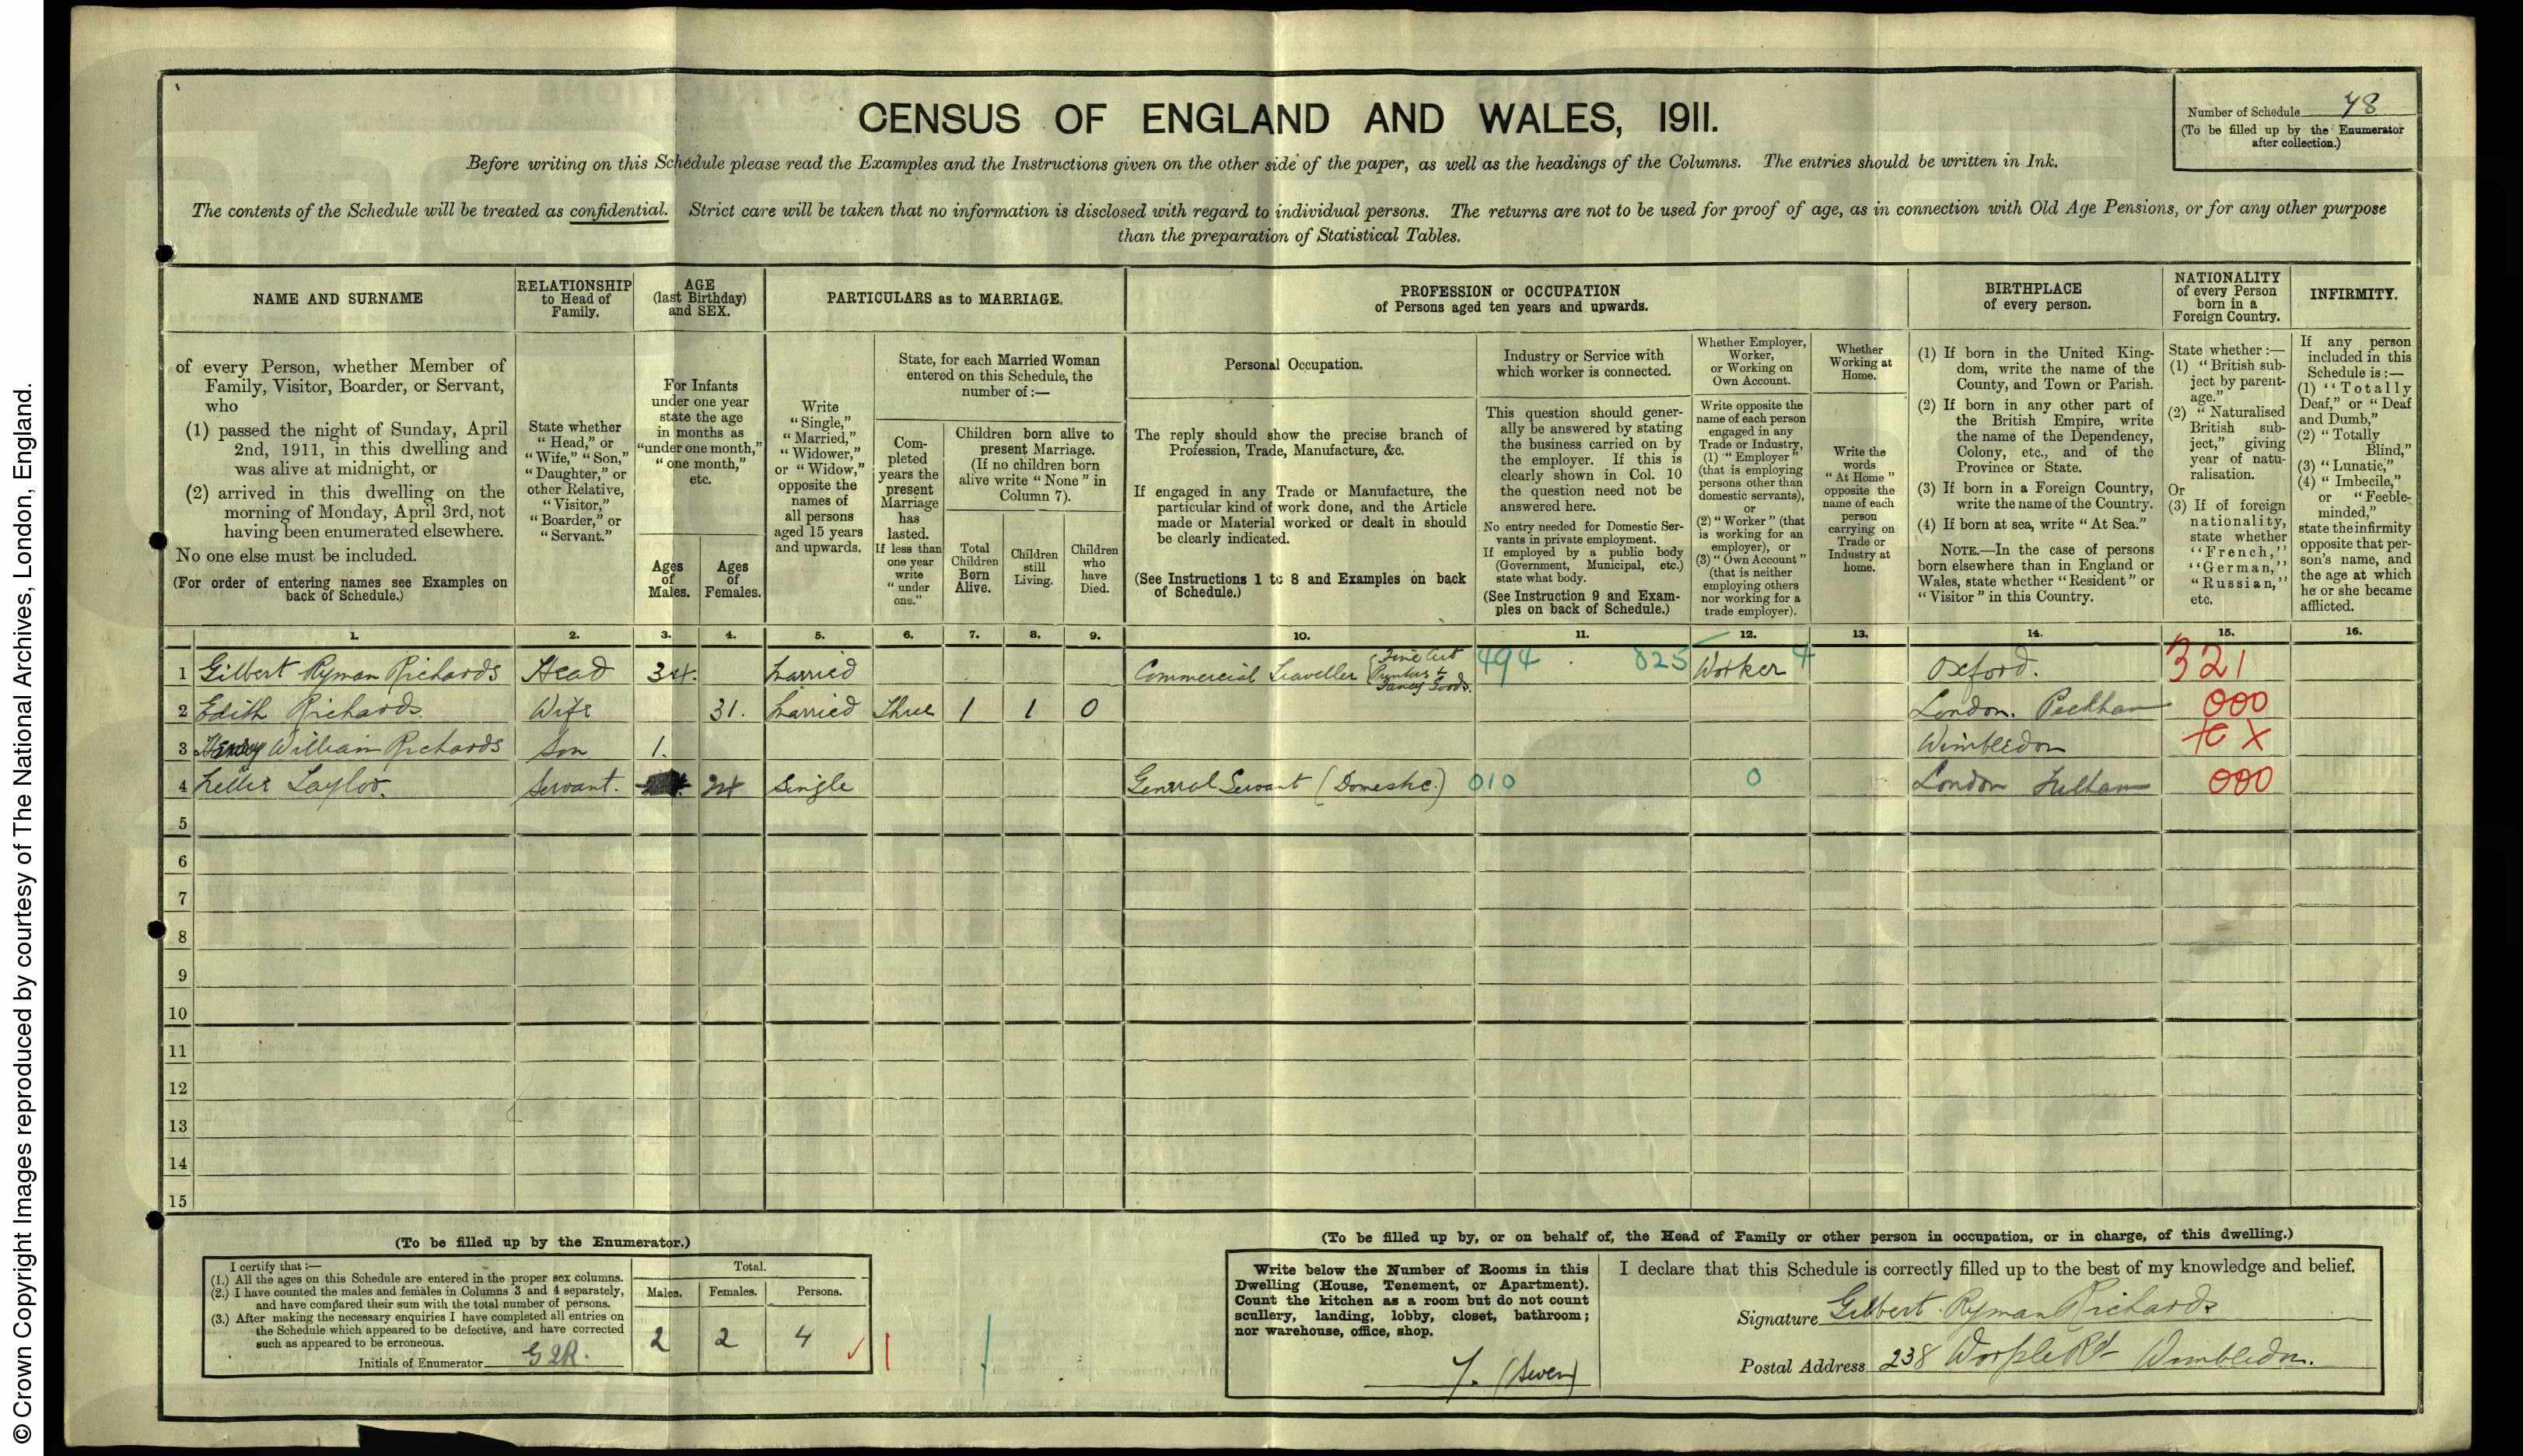 © Crown Copyright Images reproduced by courtesy of The National Archives, London, England.
CENSUS OF ENGLAND AND WALES, 1911.
Number of Schedule 78
(To be filled up by the Enumerator
after collection.)
Before writing on this Schedule please read the Examples and the Instructions given on the other side of the paper, as well as the headings of the Columns. The entries should be written in Ink.
The contents of the Schedule will be treated as confidential. Strict care will be taken that no information is disclosed with regard to individual persons. The returns are not to be used for proof of age, as in connection with Old Age Pensions, or for any other purpose
than the preparation of Statistical Tables.
NAME AND SURNAME
of every Person, whether Member of
Family, Visitor, Boarder, or Servant,
who
(1) passed the night of Sunday, April
2nd, 1911, in this dwelling and
was alive at midnight, or
(2) arrived in this dwelling on the
morning of Monday, April 3rd, not
having been enumerated elsewhere.
No one else must be included.
(For order of entering names see Examples on
back of Schedule.)
RELATIONSHIP
to Head of
Family.
State whether
"Head," or
"Wife," "Son,"
"Daughter," or
other Relative,
"Visitor,"
"Boarder," or
"Servant."
AGE
(last Birthday)
and SEX.
For Infants
under one year
state the age
in months as
"under one month,"
"one month,"
etc.
Ages
of
Males.
Ages
of
Females.
PARTICULARS as to MARRIAGE.
Write
"Single,"
"Married,"
"Widower,"
or "Widow,"
opposite the
names of
all persons
aged 15 years
and upwards.
State, for each Married Woman
entered on this Schedule, the
number of:—
Com-
pleted
years the
present
Marriage
has
lasted.
If less than
one year
write
"under
one."
Children born alive to
present Marriage.
(If no children born
alive write "None" in
Column 7).
Total
Children
Born
Alive.
Children
still
Living.
Children
who
have
Died.
PROFESSION or OCCUPATION
of Persons aged ten years and upwards.
Personal Occupation.
The reply should show the precise branch of
Profession, Trade, Manufacture, &c.
If engaged in any Trade or Manufacture, the
particular kind of work done, and the Article
made or Material worked or dealt in should
be clearly indicated.
(See Instructions 1 to 8 and Examples on back
of Schedule.)
Industry or Service with
which worker is connected.
This question should gener-
ally be answered by stating
the business carried on by
the employer. If this is
clearly shown in Col. 10
the question need not be
answered here.
No entry needed for Domestic Ser-
vants in private employment.
If employed by a public body
(Government, Municipal, etc.)
state what body.
(See Instruction 9 and Exam-
ples on back of Schedule.)
Whether Employer,
Worker,
or Working on
Own Account.
Write opposite the
name of each person
engaged in any
Trade or Industry,
(1) "Employer"
(that is employing
persons other than
domestic servants),
or
(2) "Worker" (that
is working for an
employer), or
(3) "Own Account"
(that is neither
employing others
nor working for a
trade employer).
Whether
Working at
Home.
Write the
words
"At Home"
opposite the
name of each
person
carrying on
Trade or
Industry at
home.
BIRTHPLACE
of every person.
(1) If born in the United King-
dom, write the name of the
County, and Town or Parish.
(2) If born in any other part of
the British Empire, write
the name of the Dependency,
Colony, etc., and of the
Province or State.
(3) If born in a Foreign Country,
write the name of the Country.
(4) If born at sea, write "At Sea."
NOTE.—In the case of persons
born elsewhere than in England or
Wales, state whether "Resident" or
"Visitor" in this Country.
NATIONALITY
of every Person
born in a
Foreign Country.
State whether:—
(1) "British sub-
ject by parent-
age."
(2) "Naturalised
British sub-
ject," giving
year of natu-
ralisation.
Or
(3) If of foreign
nationality,
state whether
"French,"
"German,"
"Russian,"
etc.
INFIRMITY.
If any person
included in this
Schedule is:—
(1) "Totally
Deaf," or "Deaf
and Dumb,"
(2) "Totally
Blind,"
(3) "Lunatic,"
(4) "Imbecile,"
or "Feeble-
minded,"
state the infirmity
opposite that per-
son's name, and
the age at which
he or she became
afflicted.
1. 2. 3. 4. 5. 6. 7. 8. 9. 10. 11. 12. 13. 14. 15. 16.
1 Gilbert Ryman Richards Head 34. Married Commercial Traveller { Fine Art Printers & Fancy Goods. 494 825 Worker 4 Oxford. 321
2 Edith Richards Wife 31. Married Three 1 1 0 London. Peckham 000
3 William Richards Son 1. Wimbledon X
4 Nellie Taylor. Servant. 24 Single General Servant (Domestic.) 010 0 London Fulham 000
5
6
7
8
9
10
11
12
13
14
15
(To be filled up by the Enumerator.)
I certify that:—
(1.) All the ages on this Schedule are entered in the proper sex columns.
(2.) I have counted the males and females in Columns 3 and 4 separately,
and have compared their sum with the total number of persons.
(3.) After making the necessary enquiries I have completed all entries on
the Schedule which appeared to be defective, and have corrected
such as appeared to be erroneous.
Initials of Enumerator
Total.
Males. Females. Persons.
2 2 4
(To be filled up by, or on behalf of, the Head of Family or other person in occupation, or in charge, of this dwelling.)
Write below the Number of Rooms in this
Dwelling (House, Tenement, or Apartment).
Count the kitchen as a room but do not count
scullery, landing, lobby, closet, bathroom;
nor warehouse, office, shop.
7. (Seven)
I declare that this Schedule is correctly filled up to the best of my knowledge and belief.
Signature Gilbert Ryman Richards
Postal Address 238 Worple Rd Wimbledon.